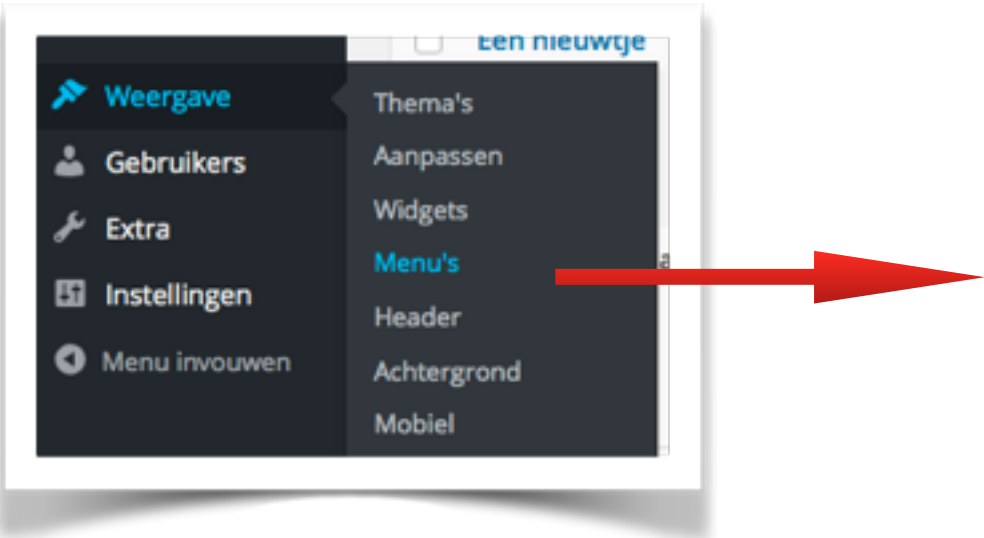 Een nieuwtje
Weergave
Gebruikers
Extra
Instellingen
Menu invouwen
Thema's
Aanpassen
Widgets
Menu's
Header
Achtergrond
Mobiel